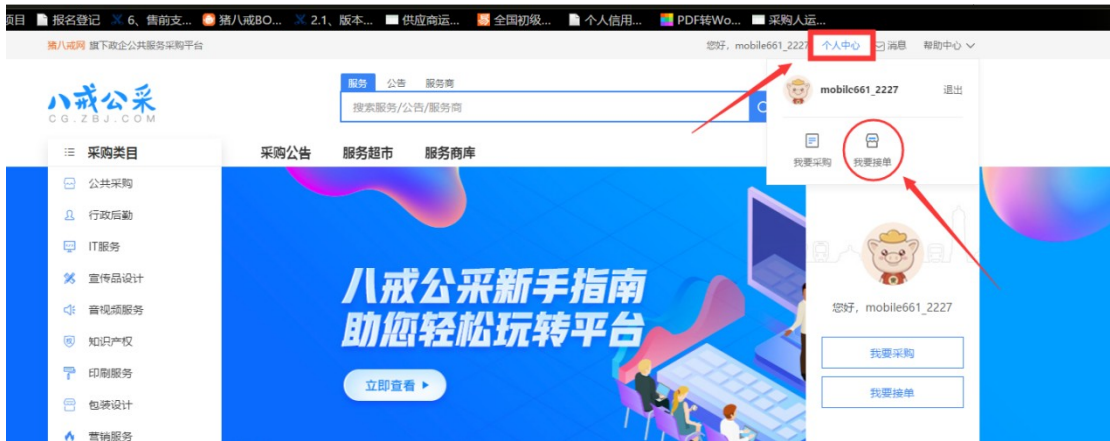 项目 报名登记 6、售前支... 猪八戒BO... 2.1、版本... 供应商运... 全国初级... 个人信用... PDF转Wo... 采购人运...
猪八戒网 旗下政企公共服务采购平台 您好，mobile661_2227 个人中心 消息 帮助中心
服务 公告 服务商
八戒公采
CG.ZBJ.COM
搜索服务/公告/服务商
mobile661_2227 退出
我要采购 我要接单
采购类目 采购公告 服务超市 服务商库
公共采购
行政后勤
IT服务
宣传品设计
音视频服务
知识产权
印刷服务
包装设计
营销服务
八戒公采新手指南
助您轻松玩转平台
立即查看
您好，mobile661_2227
我要采购
我要接单